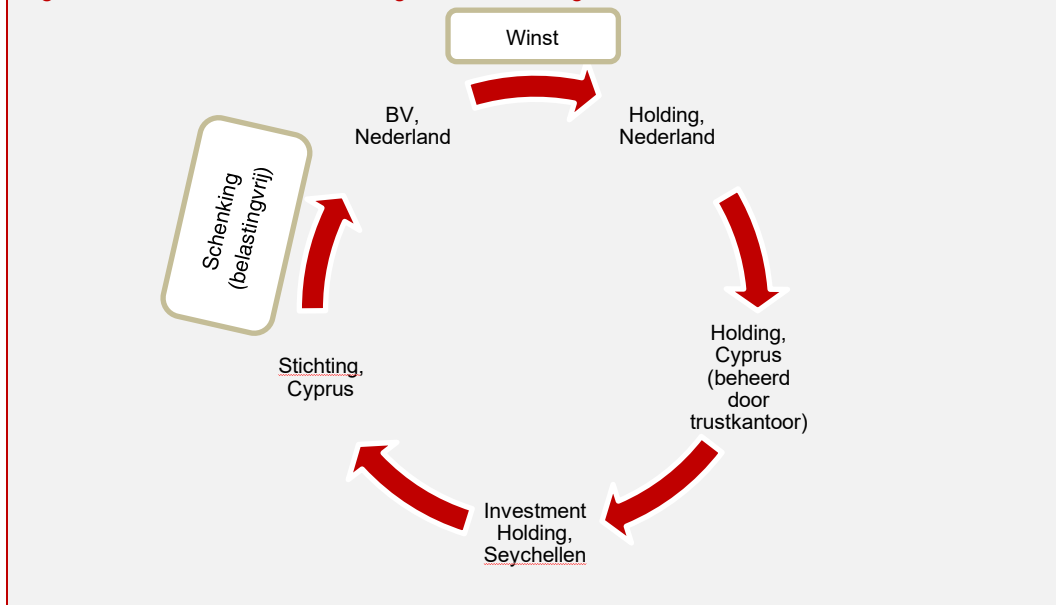 Winst
BV,
Nederland
Holding,
Nederland
Schenking
(belastingvrij)
Holding,
Cyprus
(beheerd
door
trustkantoor)
Stichting,
Cyprus
Investment
Holding,
Seychellen